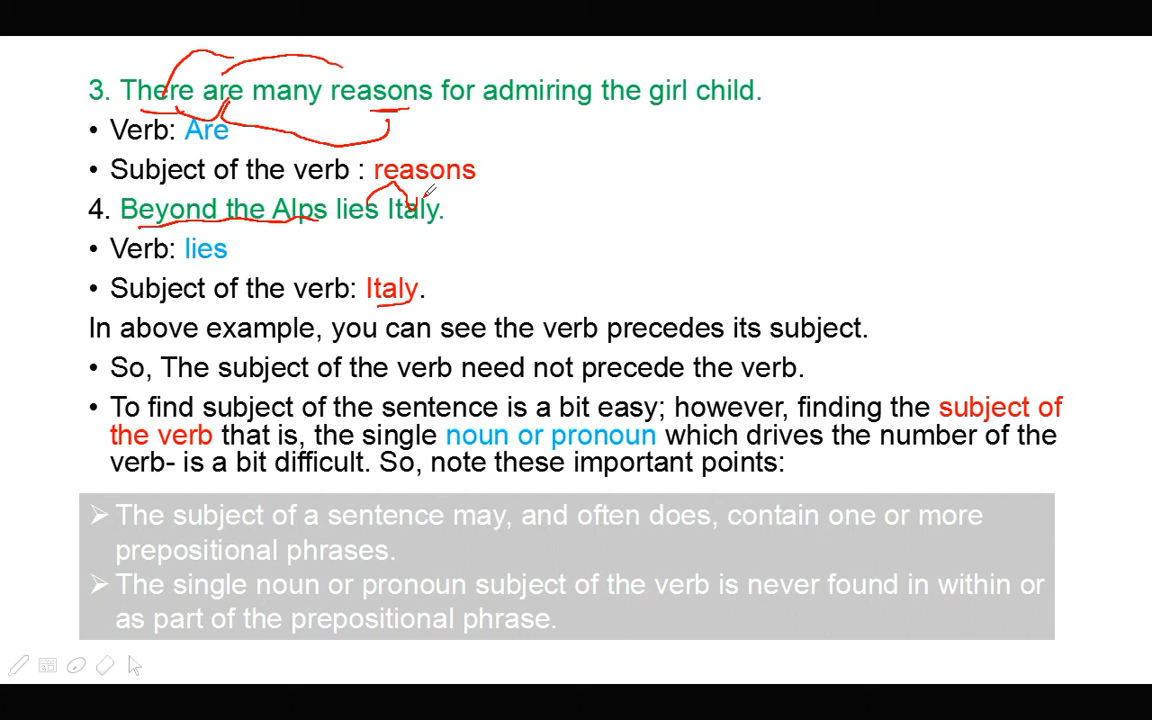 3. There are many reasons for admiring the girl child.
• Verb: Are
• Subject of the verb : reasons
4. Beyond the Alps lies Italy.
• Verb: lies
• Subject of the verb: Italy.
In above example, you can see the verb precedes its subject.
• So, The subject of the verb need not precede the verb.
• To find subject of the sentence is a bit easy; however, finding the subject of
the verb that is, the single noun or pronoun which drives the number of the
verb- is a bit difficult. So, note these important points:
➢ The subject of a sentence may, and often does, contain one or more
prepositional phrases.
➢ The single noun or pronoun subject of the verb is never found in within or
as part of the prepositional phrase.